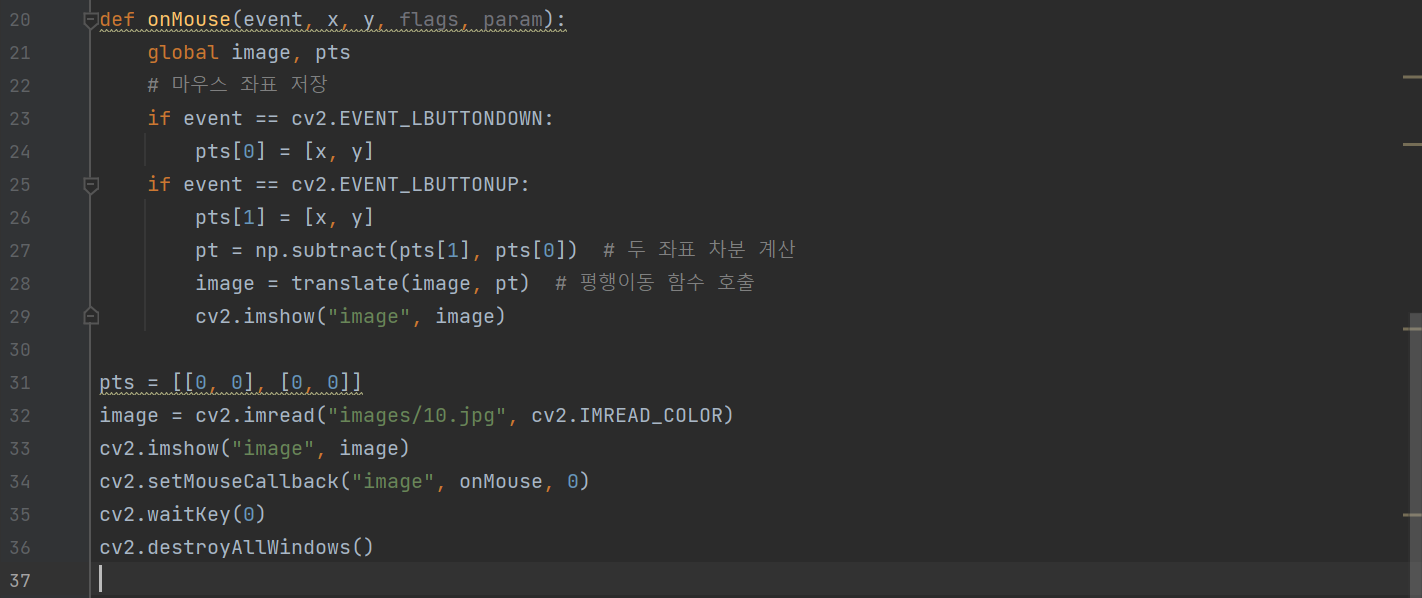 20 def onMouse(event, x, y, flags, param):
21     global image, pts
22     # 마우스 좌표 저장
23     if event == cv2.EVENT_LBUTTONDOWN:
24         pts[0] = [x, y]
25     if event == cv2.EVENT_LBUTTONUP:
26         pts[1] = [x, y]
27         pt = np.subtract(pts[1], pts[0])  # 두 좌표 차분 계산
28         image = translate(image, pt)  # 평행이동 함수 호출
29         cv2.imshow("image", image)
30
31 pts = [[0, 0], [0, 0]]
32 image = cv2.imread("images/10.jpg", cv2.IMREAD_COLOR)
33 cv2.imshow("image", image)
34 cv2.setMouseCallback("image", onMouse, 0)
35 cv2.waitKey(0)
36 cv2.destroyAllWindows()
37